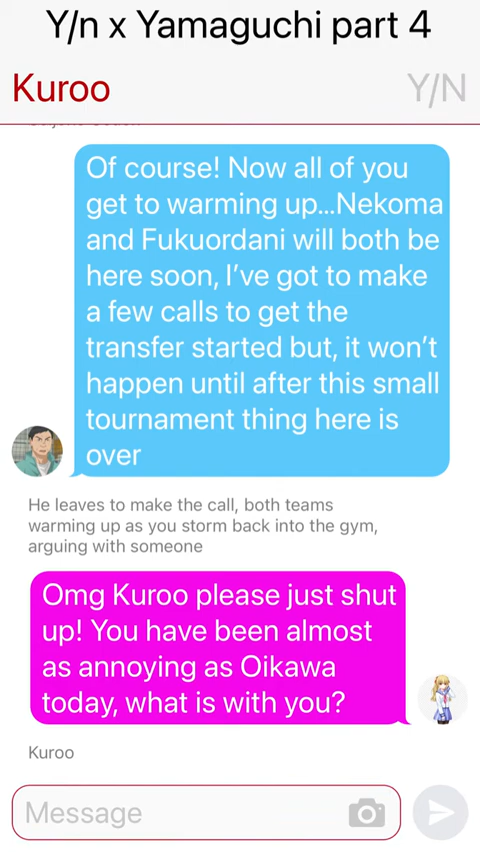 Y/n x Yamaguchi part 4
Kuroo
Y/N
Of course! Now all of you
get to warming up...Nekoma
and Fukuordani will both be
here soon, I've got to make
a few calls to get the
transfer started but, it won't
happen until after this small
tournament thing here is
over
He leaves to make the call, both teams
warming up as you storm back into the gym,
arguing with someone
Omg Kuroo please just shut
up! You have been almost
as annoying as Oikawa
today, what is with you?
Kuroo
Message